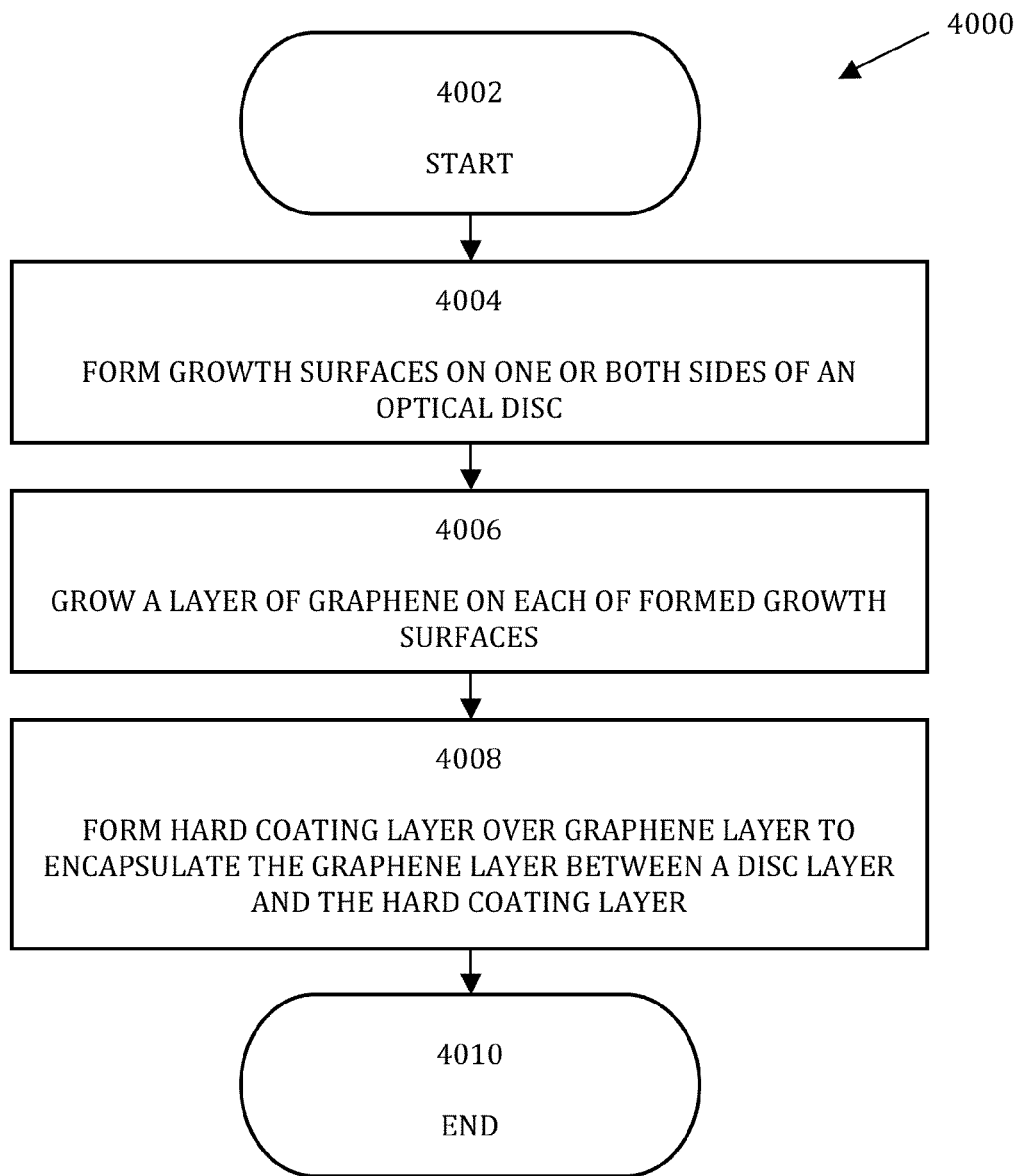 4000
4002
START
4004
FORM GROWTH SURFACES ON ONE OR BOTH SIDES OF AN
OPTICAL DISC
4006
GROW A LAYER OF GRAPHENE ON EACH OF FORMED GROWTH
SURFACES
4008
FORM HARD COATING LAYER OVER GRAPHENE LAYER TO
ENCAPSULATE THE GRAPHENE LAYER BETWEEN A DISC LAYER
AND THE HARD COATING LAYER
4010
END